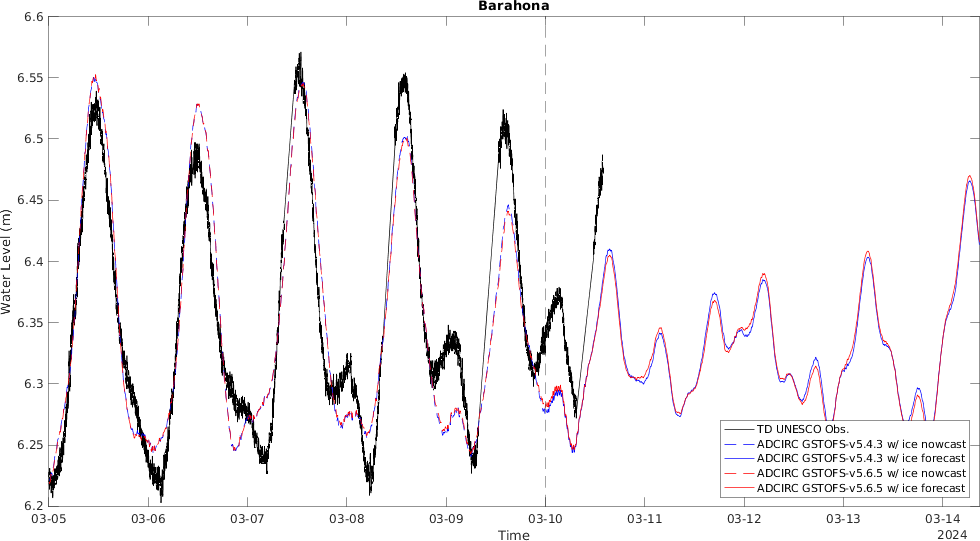 Barahona
6.6
6.55
6.5
6.45
6.4
6.35
6.3
6.25
6.2
Water Level (m)
TD UNESCO Obs.
ADCIRC GSTOFS-v5.4.3 w/ ice nowcast
ADCIRC GSTOFS-v5.4.3 w/ ice forecast
ADCIRC GSTOFS-v5.6.5 w/ ice nowcast
ADCIRC GSTOFS-v5.6.5 w/ ice forecast
03-05 03-06 03-07 03-08 03-09 03-10 03-11 03-12 03-13 03-14
Time
2024